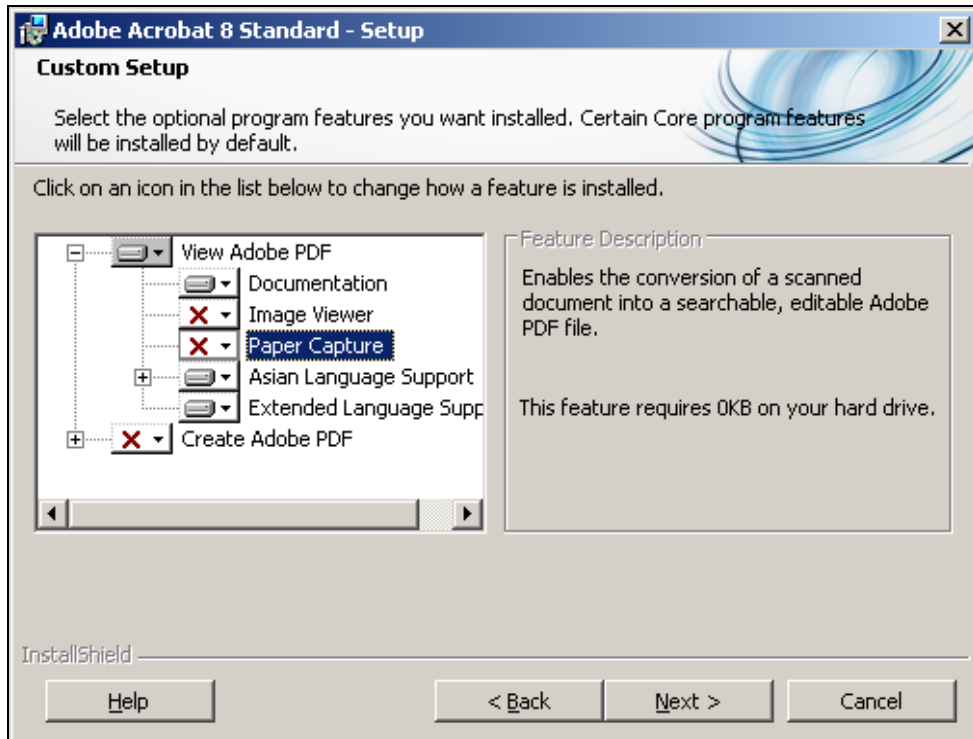 Adobe Acrobat 8 Standard - Setup
Custom Setup
Select the optional program features you want installed. Certain Core program features
will be installed by default.
Click on an icon in the list below to change how a feature is installed.
View Adobe PDF
Documentation
Image Viewer
Paper Capture
Asian Language Support
Extended Language Supp
Create Adobe PDF
Feature Description
Enables the conversion of a scanned
document into a searchable, editable Adobe
PDF file.
This feature requires 0KB on your hard drive.
InstallShield
Help
< Back
Next >
Cancel